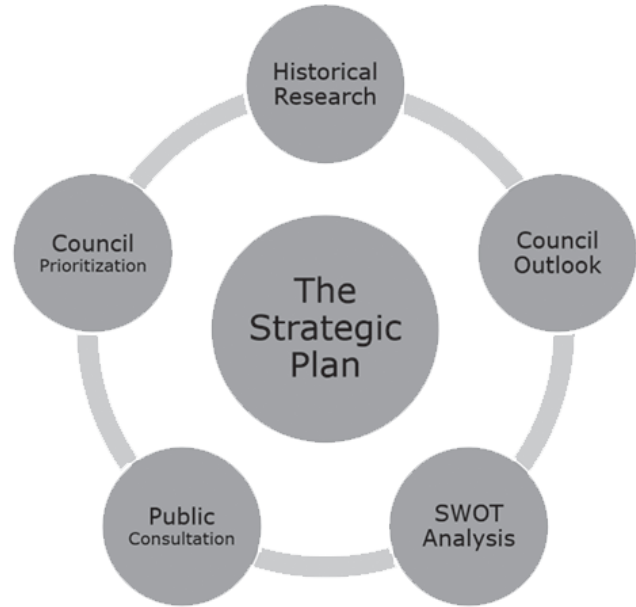 Historical
Research
Council
Outlook
SWOT
Analysis
Public
Consultation
Council
Prioritization
The
Strategic
Plan